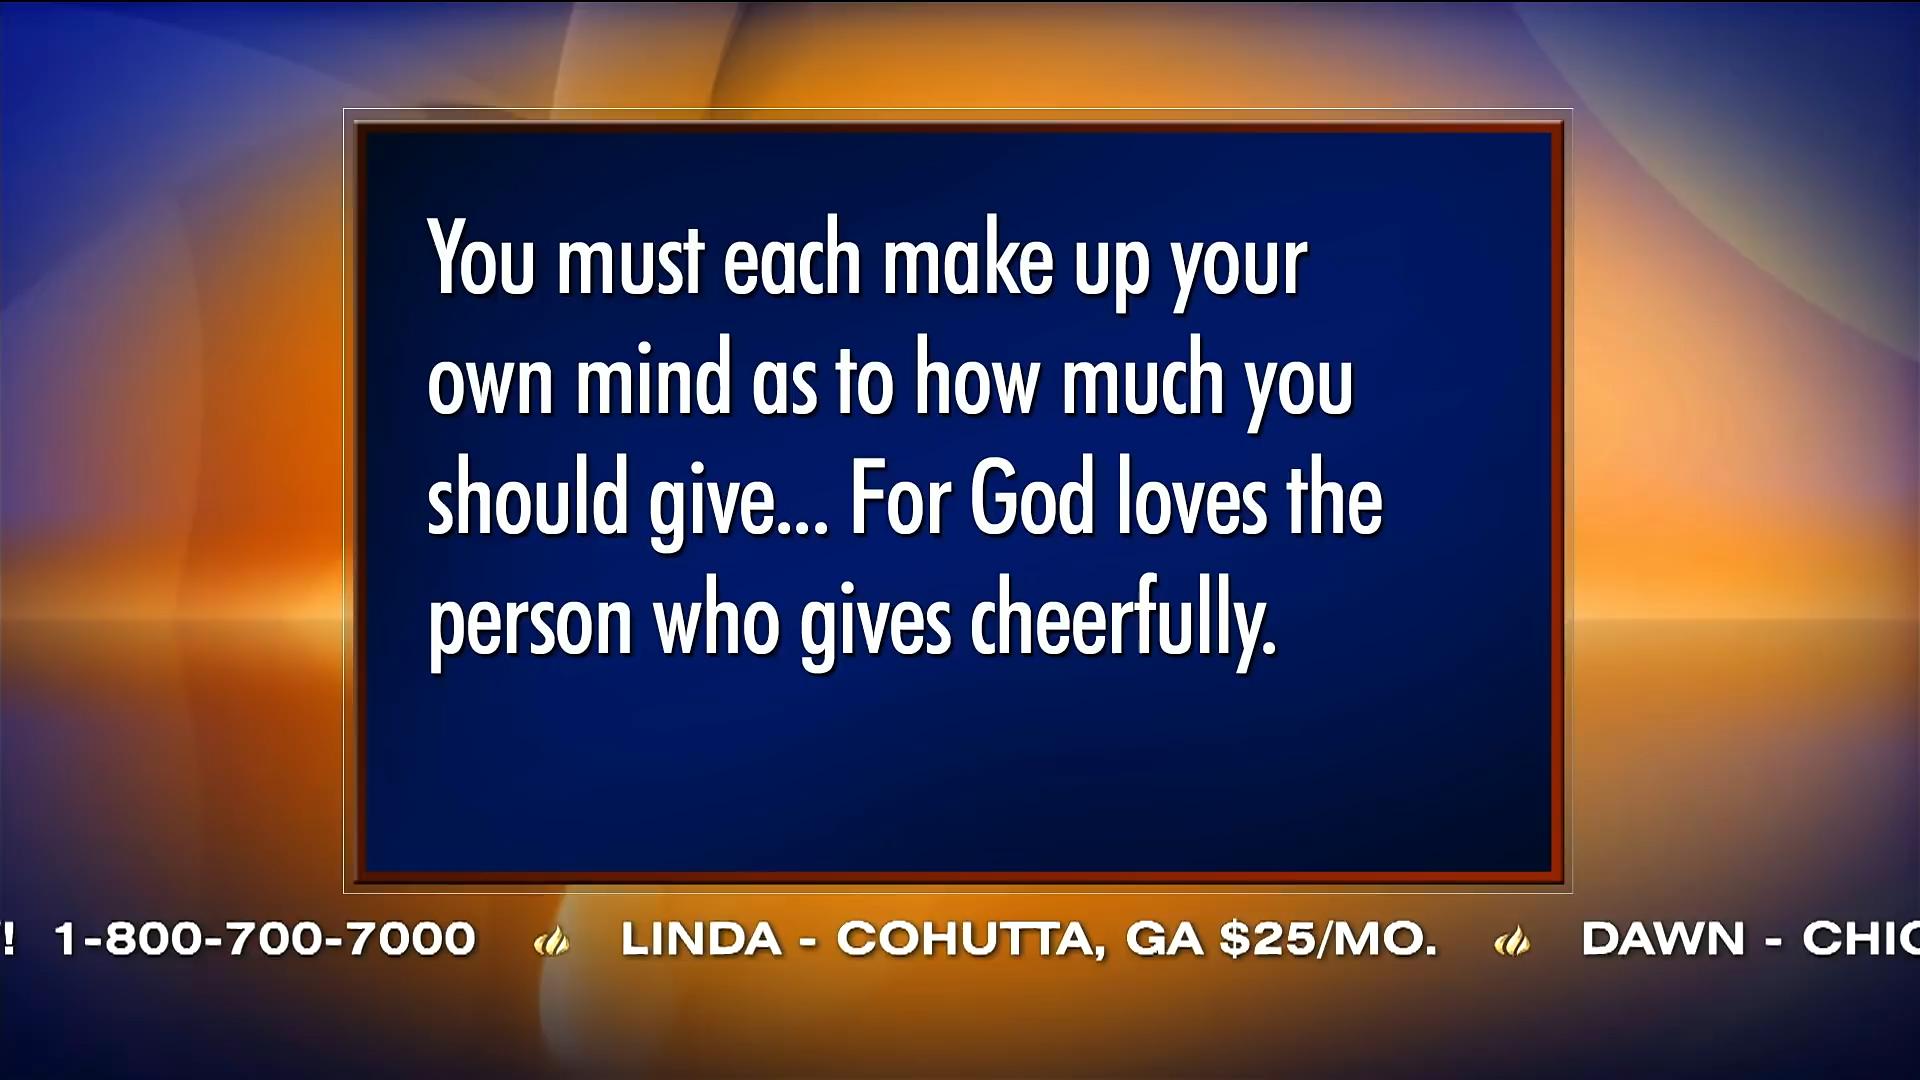 You must each make up your
own mind as to how much you
should give... For God loves the
person who gives cheerfully.
! 1-800-700-7000 LINDA - COHUTTA, GA $25/MO. DAWN - CHIC